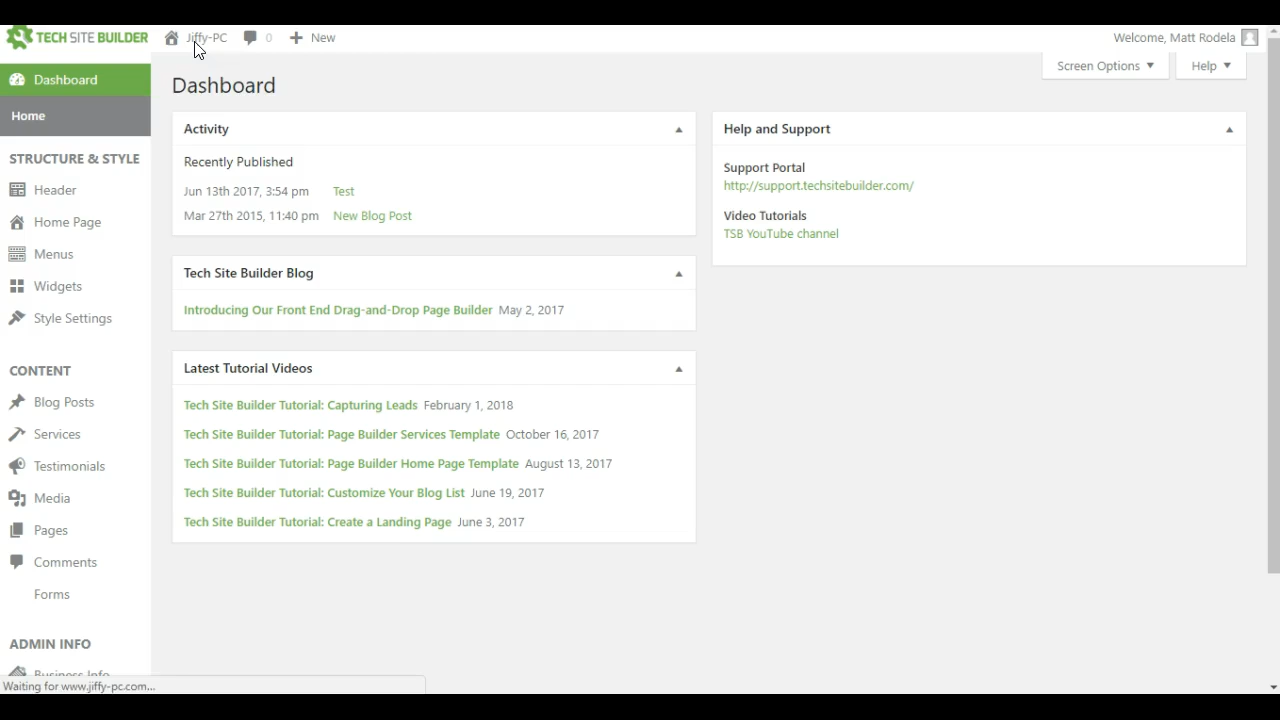 TECH SITE BUILDER
Jiffy-PC
0
New
Welcome, Matt Rodela
Screen Options
Help
Dashboard
Home
STRUCTURE & STYLE
Header
Home Page
Menus
Widgets
Style Settings
CONTENT
Blog Posts
Services
Testimonials
Media
Pages
Comments
Forms
ADMIN INFO
Business Info
Waiting for www.jiffy-pc.com...
Dashboard
Activity
Recently Published
Jun 13th 2017, 3:54 pm Test
Mar 27th 2015, 11:40 pm New Blog Post
Tech Site Builder Blog
Introducing Our Front End Drag-and-Drop Page Builder May 2, 2017
Latest Tutorial Videos
Tech Site Builder Tutorial: Capturing Leads February 1, 2018
Tech Site Builder Tutorial: Page Builder Services Template October 16, 2017
Tech Site Builder Tutorial: Page Builder Home Page Template August 13, 2017
Tech Site Builder Tutorial: Customize Your Blog List June 19, 2017
Tech Site Builder Tutorial: Create a Landing Page June 3, 2017
Help and Support
Support Portal
http://support.techsitebuilder.com/
Video Tutorials
TSB YouTube channel